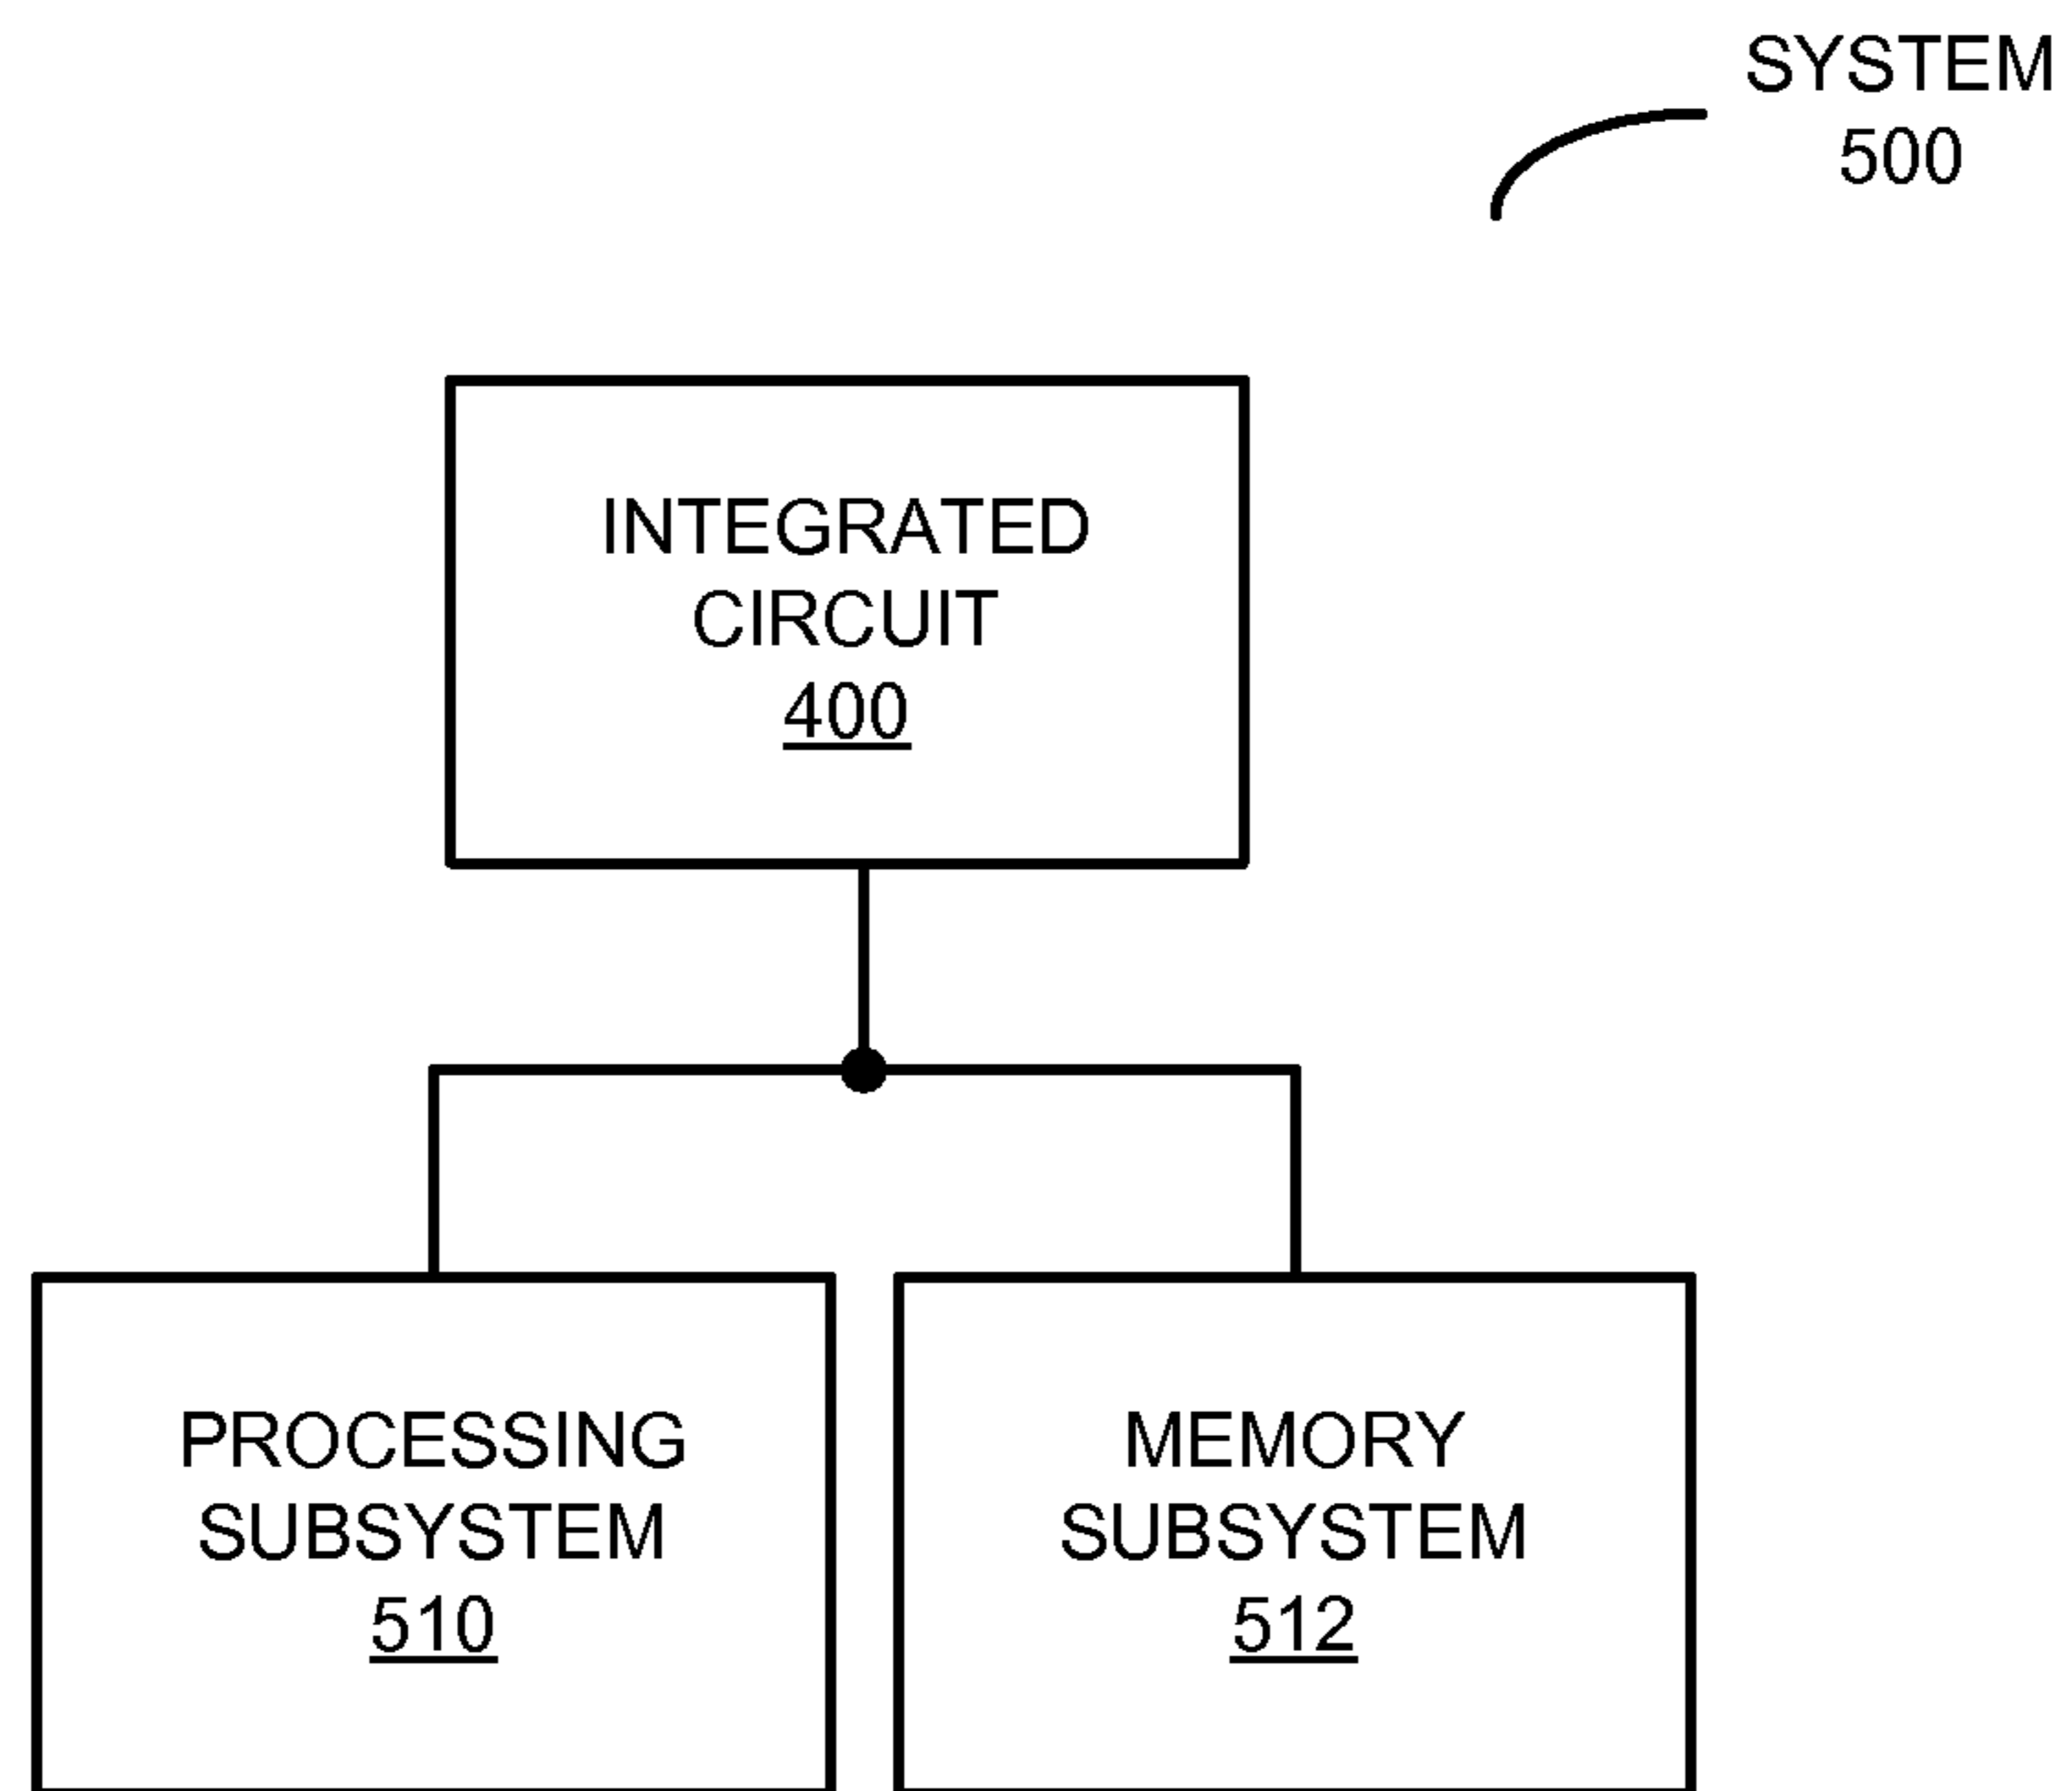 SYSTEM
500
INTEGRATED
CIRCUIT
400
PROCESSING
SUBSYSTEM
510
MEMORY
SUBSYSTEM
512